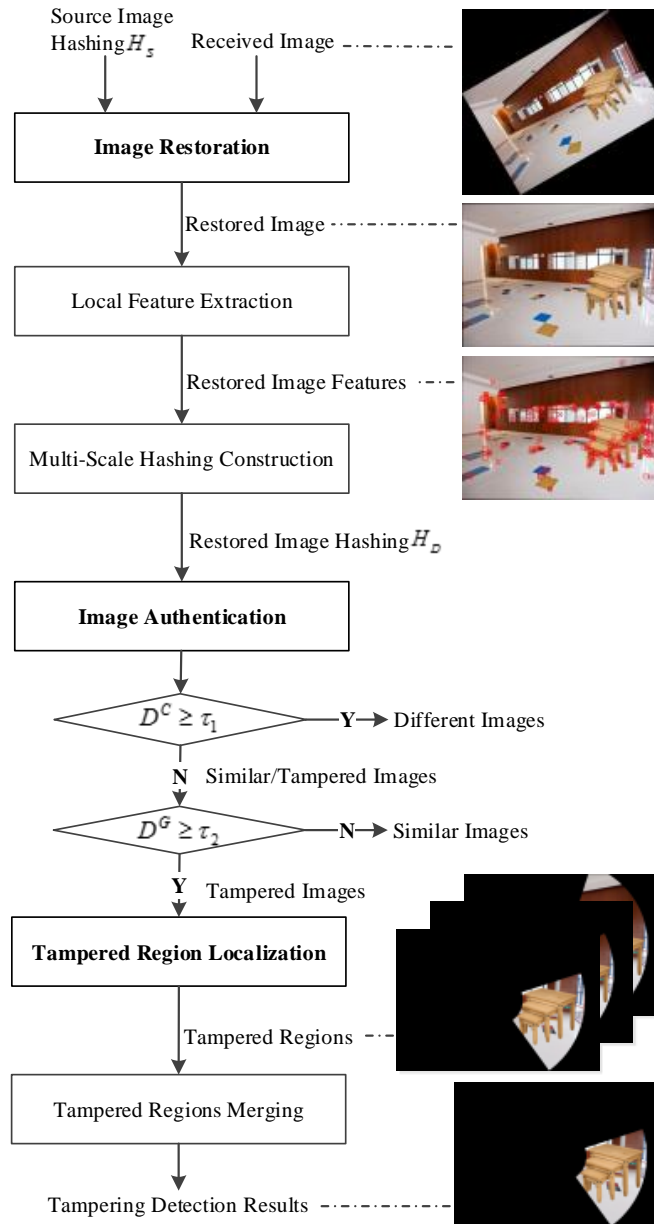 Source Image
Hashing H_s
Received Image
Image Restoration
Restored Image
Local Feature Extraction
Restored Image Features
Multi-Scale Hashing Construction
Restored Image Hashing H_D
Image Authentication
D^C ≥ τ_1
Y
Different Images
N
Similar/Tampered Images
D^G ≥ τ_2
N
Similar Images
Y
Tampered Images
Tampered Region Localization
Tampered Regions
Tampered Regions Merging
Tampering Detection Results